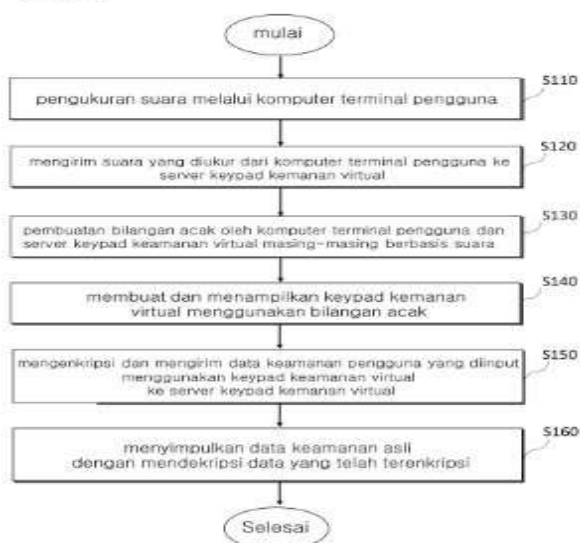 mulai
S110
pengukuran suara melalui komputer terminal pengguna
S120
mengirim suara yang diukur dari komputer terminal pengguna ke
server keypad kemanan virtual
S130
pembuatan bilangan acak oleh komputer terminal pengguna dan
server keypad keamanan virtual masing-masing berbasis suara
S140
membuat dan menampilkan keypad kemanan
virtual menggunakan bilangan acak
S150
mengenkripsi dan mengirim data keamanan pengguna yang diinput
menggunakan keypad keamanan virtual
ke server keypad kemanan virtual
S160
menyimpulkan data keamanan asli
dengan mendekripsi data yang telah terenkripsi
Selesai